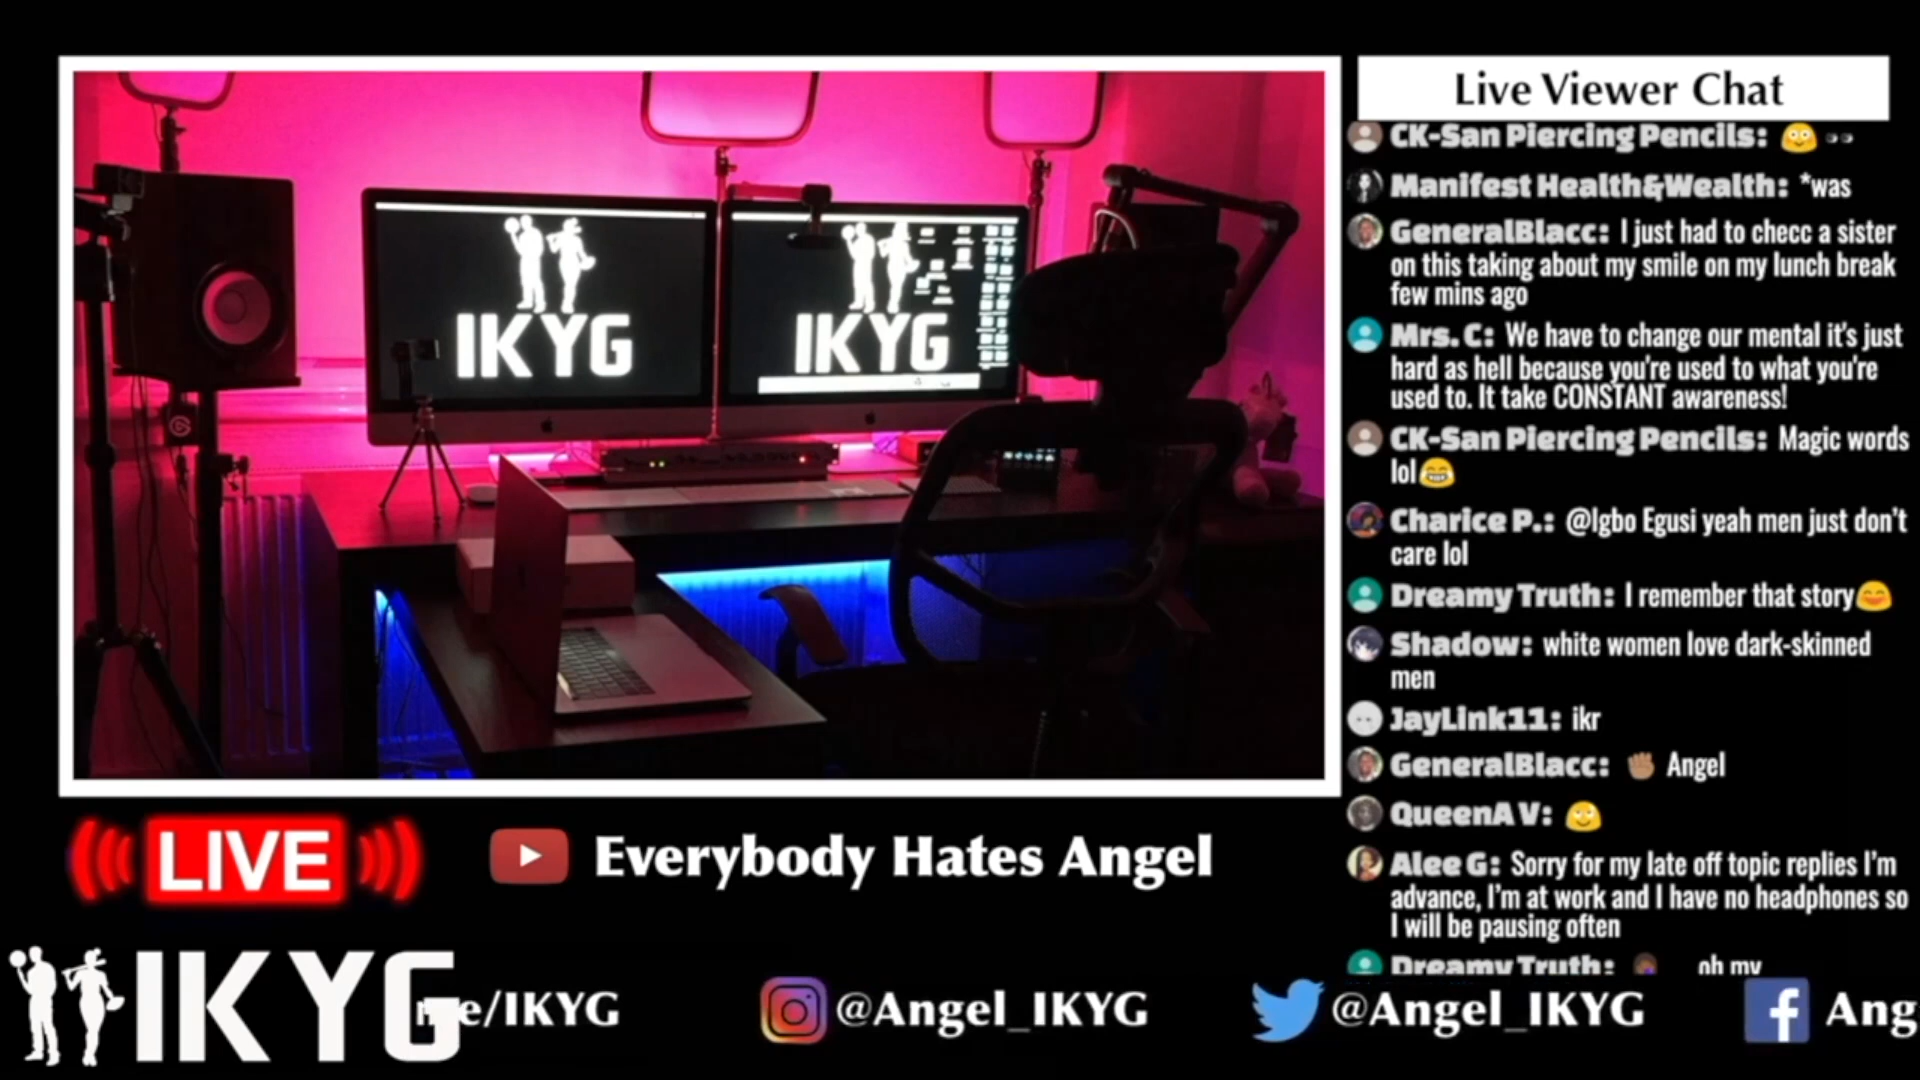 IKYG
IKYG
Live Viewer Chat
CK-San Piercing Pencils:
Manifest Health&Wealth: *was
GeneralBlacc: I just had to checc a sister
on this taking about my smile on my lunch break
few mins ago
Mrs. C: We have to change our mental it's just
hard as hell because you're used to what you're
used to. It take CONSTANT awareness!
CK-San Piercing Pencils: Magic words
lol😂
Charice P.: @Igbo Egusi yeah men just don't
care lol
Dreamy Truth: I remember that story😄
Shadow: white women love dark-skinned
men
JayLink11: ikr
GeneralBlacc: ✊🏽 Angel
QueenA V:
Alee G: Sorry for my late off topic replies I'm
advance, I'm at work and I have no headphones so
I will be pausing often
Dreamy Truth: oh my
LIVE
Everybody Hates Angel
IKYG
e/IKYG
@Angel_IKYG
@Angel_IKYG
Ang